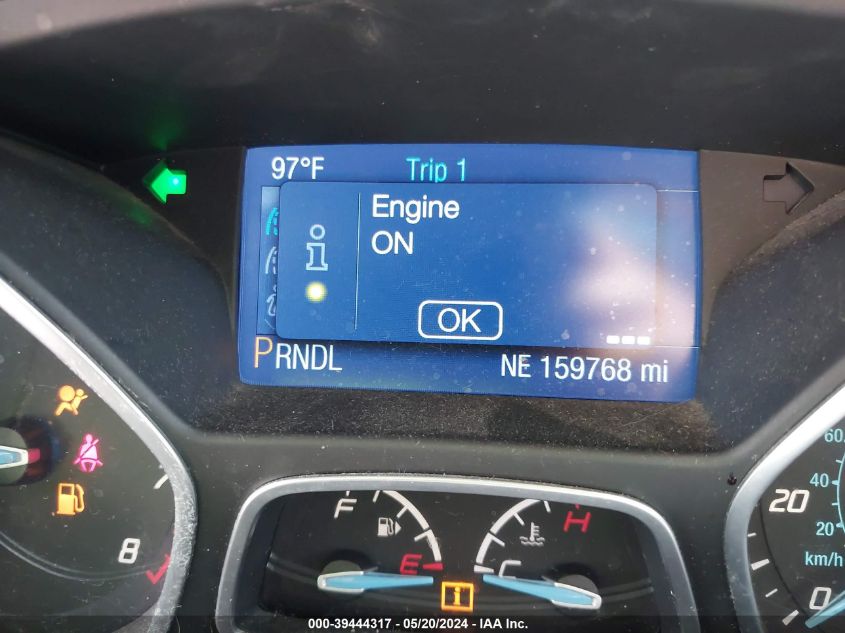 97°F Trip 1
Engine
ON
OK
PRNDL NE 159768 mi
8
F
E
H
C
60
40
20
20
km/h
0
000-39444317 - 05/20/2024 - IAA Inc.